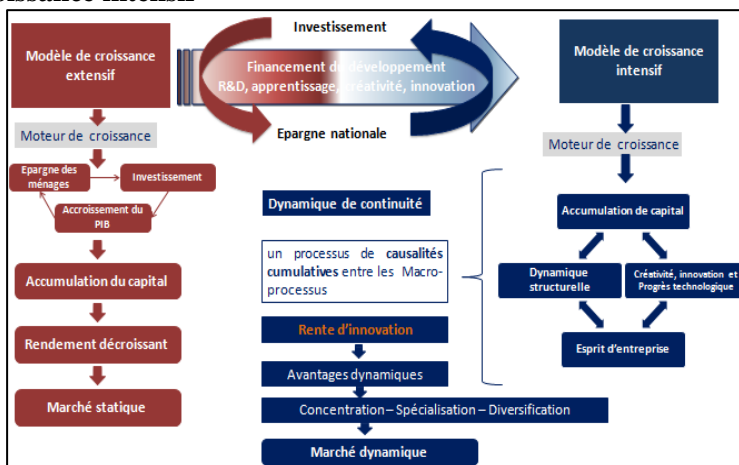 Modèle de croissance
extensif
Investissement
Financement du développement
R&D, apprentissage, créativité, innovation
Epargne nationale
Modèle de croissance
intensif
Moteur de croissance
Epargne des
ménages
Investissement
Accroissement du
PIB
Accumulation du capital
Rendement décroissant
Marché statique
Dynamique de continuité
un processus de causalités
cumulatives entre les Macro-
processus
Rente d'innovation
Avantages dynamiques
Concentration – Spécialisation – Diversification
Marché dynamique
Moteur de croissance
Accumulation de capital
Dynamique
structurelle
Créativité, innovation et
Progrès technologique
Esprit d'entreprise